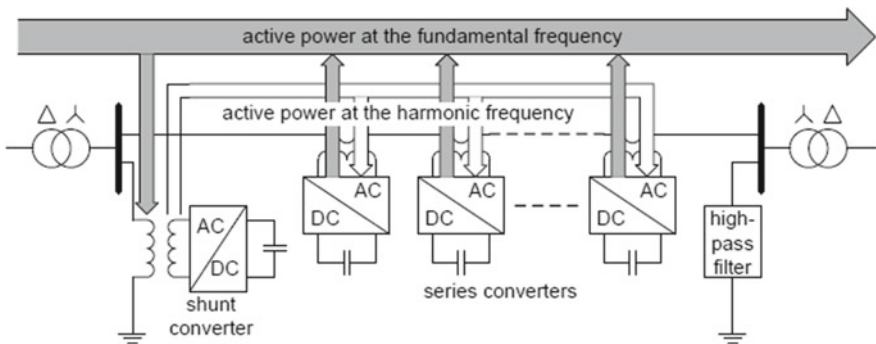 active power at the fundamental frequency
active power at the harmonic frequency
Δ
Δ
AC
DC
AC
DC
AC
DC
AC
DC
high-
pass
filter
shunt
converter
series converters